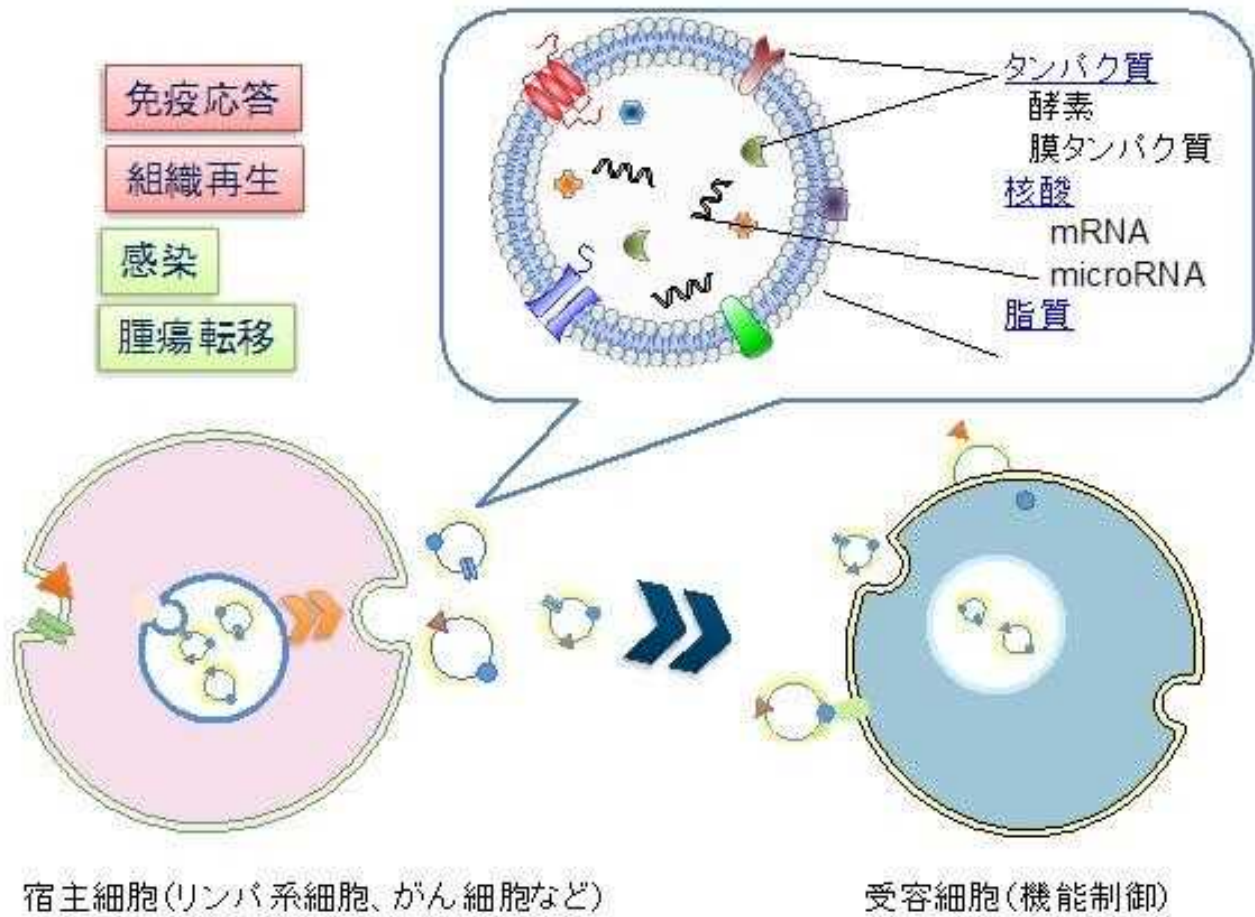 免疫応答
組織再生
感染
腫瘍転移
タンパク質
酵素
膜タンパク質
核酸
mRNA
microRNA
脂質
宿主細胞(リンパ系細胞、がん細胞など)
受容細胞(機能制御)